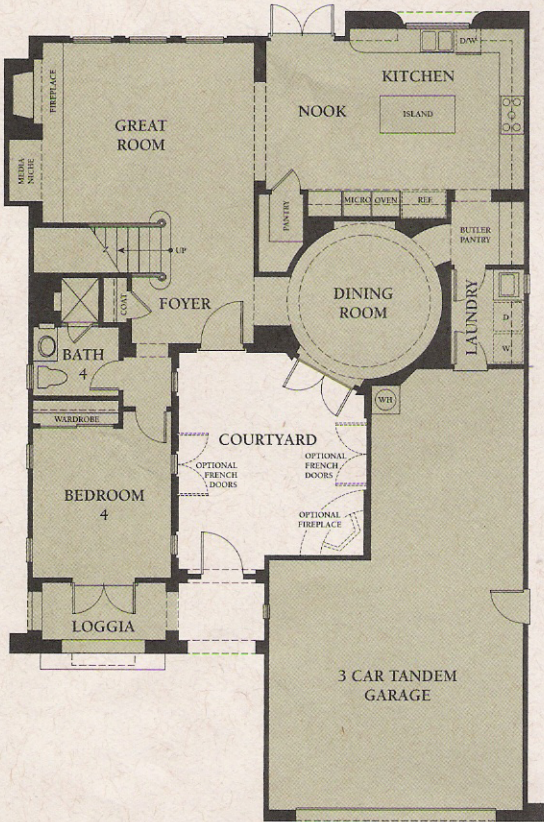 D/W
KITCHEN
FIREPLACE
NOOK
ISLAND
GREAT
ROOM
MEDIA
NICHE
PANTRY
MICRO
OVEN
REF
UP
BUTLER
PANTRY
COAT
FOYER
DINING
ROOM
LAUNDRY
D
W
BATH
4
WH
WARDROBE
COURTYARD
OPTIONAL
FRENCH
DOORS
OPTIONAL
FRENCH
DOORS
BEDROOM
4
OPTIONAL
FIREPLACE
LOGGIA
3 CAR TANDEM
GARAGE